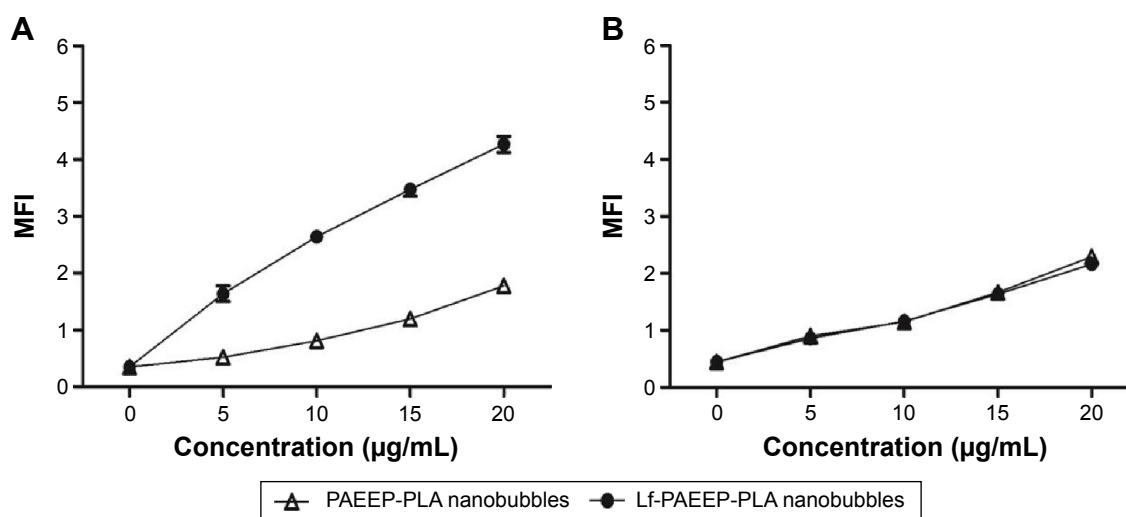 A
B
6
5
4
3
2
1
0
MFI
0 5 10 15 20
Concentration (µg/mL)
6
5
4
3
2
1
0
MFI
0 5 10 15 20
Concentration (µg/mL)
PAEEP-PLA nanobubbles Lf-PAEEP-PLA nanobubbles